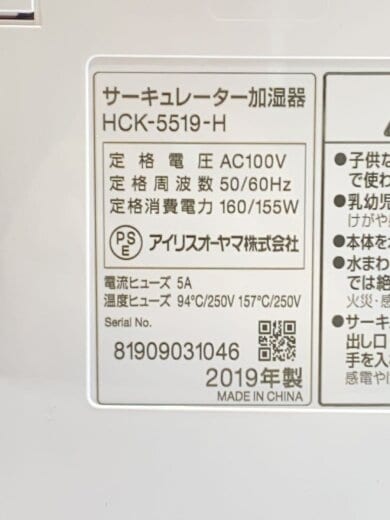 サーキュレーター加湿器
HCK-5519-H
定格電圧 AC100V
定格周波数 50/60Hz
定格消費電力 160/155W
PSE アイリスオーヤマ株式会社
電流ヒューズ 5A
温度ヒューズ 94℃/250V 157℃/250V
Serial No.
81909031046
2019年製
MADE IN CHINA
●子供な
で使わ
●乳幼児
けがや
●本体を
●水まわ
では絶
火災・感
●サーキ
出し口
手を入
感電や